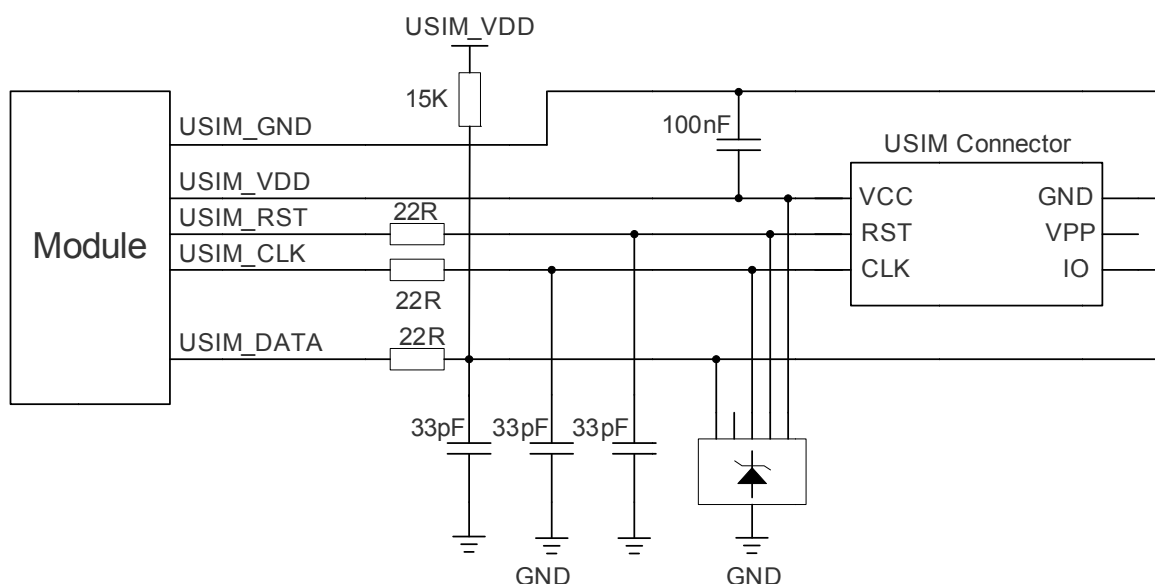 USIM_VDD
15K
USIM_GND
100nF
USIM Connector
USIM_VDD
VCC
GND
USIM_RST
22R
RST
VPP
Module
USIM_CLK
CLK
IO
22R
USIM_DATA
22R
33pF
33pF
33pF
GND
GND